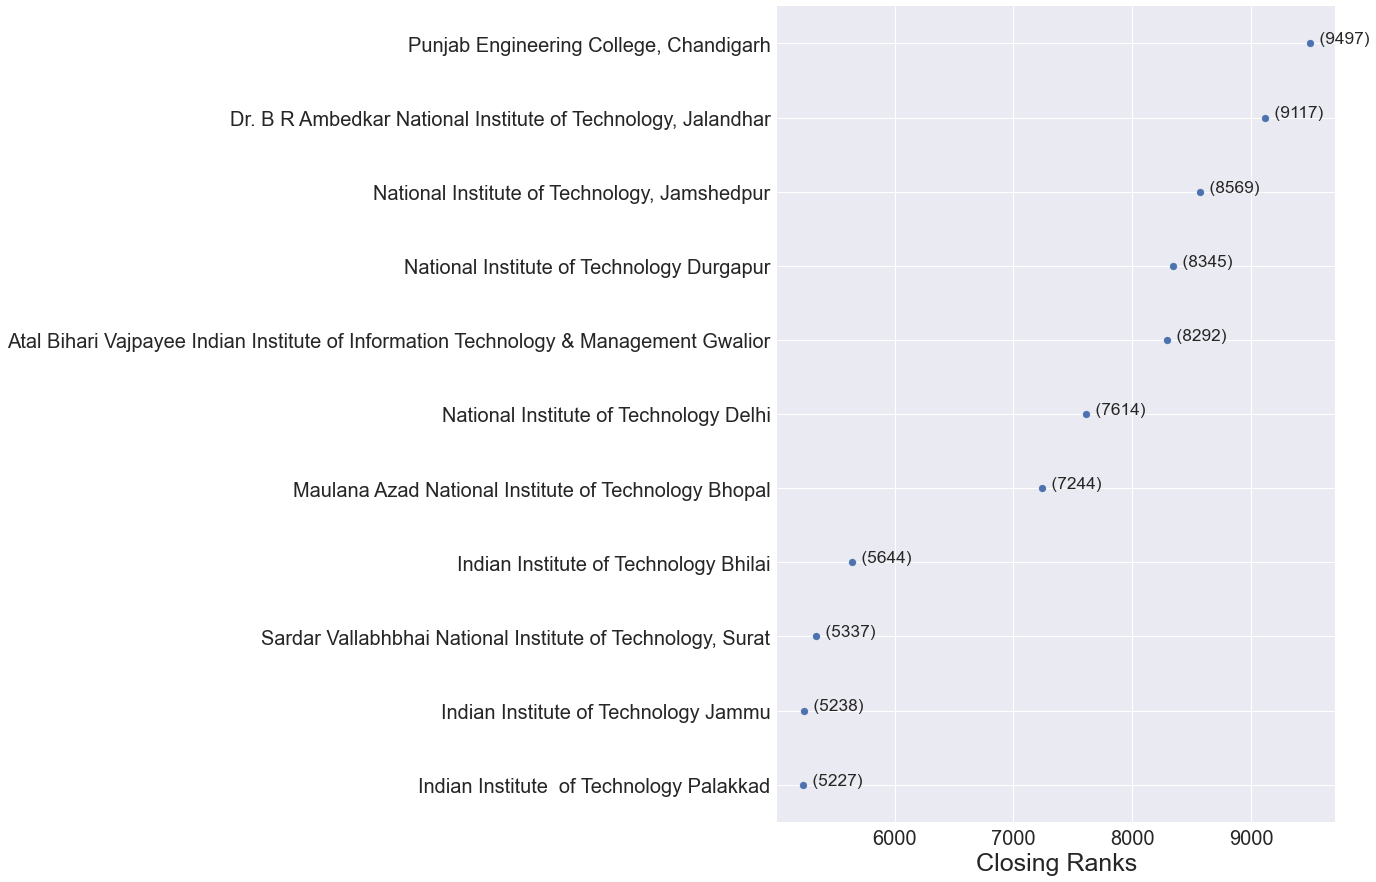 Punjab Engineering College, Chandigarh (9497)
Dr. B R Ambedkar National Institute of Technology, Jalandhar (9117)
National Institute of Technology, Jamshedpur (8569)
National Institute of Technology Durgapur (8345)
Atal Bihari Vajpayee Indian Institute of Information Technology & Management Gwalior (8292)
National Institute of Technology Delhi (7614)
Maulana Azad National Institute of Technology Bhopal (7244)
Indian Institute of Technology Bhilai (5644)
Sardar Vallabhbhai National Institute of Technology, Surat (5337)
Indian Institute of Technology Jammu (5238)
Indian Institute  of Technology Palakkad (5227)
6000 7000 8000 9000
Closing Ranks